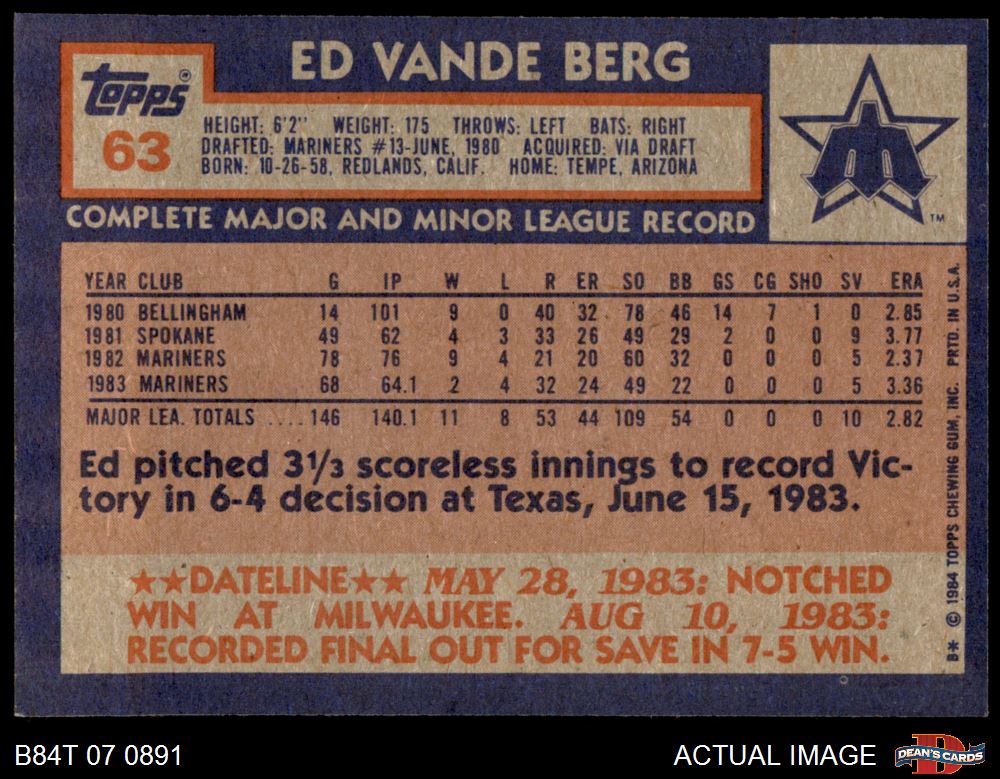 ED VANDE BERG
Topps®
63
HEIGHT: 6'2" WEIGHT: 175 THROWS: LEFT BATS: RIGHT
DRAFTED: MARINERS #13-JUNE, 1980 ACQUIRED: VIA DRAFT
BORN: 10-26-58, REDLANDS, CALIF. HOME: TEMPE, ARIZONA
TM
COMPLETE MAJOR AND MINOR LEAGUE RECORD
YEAR CLUB G IP W L R ER SO BB GS CG SHO SV ERA
1980 BELLINGHAM 14 101 9 0 40 32 78 46 14 7 1 0 2.85
1981 SPOKANE 49 62 4 3 33 26 49 29 2 0 0 9 3.77
1982 MARINERS 78 76 9 4 21 20 60 32 0 0 0 5 2.37
1983 MARINERS 68 64.1 2 4 32 24 49 22 0 0 0 5 3.36
MAJOR LEA. TOTALS .... 146 140.1 11 8 53 44 109 54 0 0 0 10 2.82
Ed pitched 3⅓ scoreless innings to record Vic-
tory in 6-4 decision at Texas, June 15, 1983.
★★DATELINE★★ MAY 28, 1983: NOTCHED
WIN AT MILWAUKEE. AUG 10, 1983:
RECORDED FINAL OUT FOR SAVE IN 7-5 WIN.
B* © 1984 TOPPS CHEWING GUM, INC. PRTD. IN U.S.A.
B84T 07 0891
ACTUAL IMAGE
DEAN'S CARDS